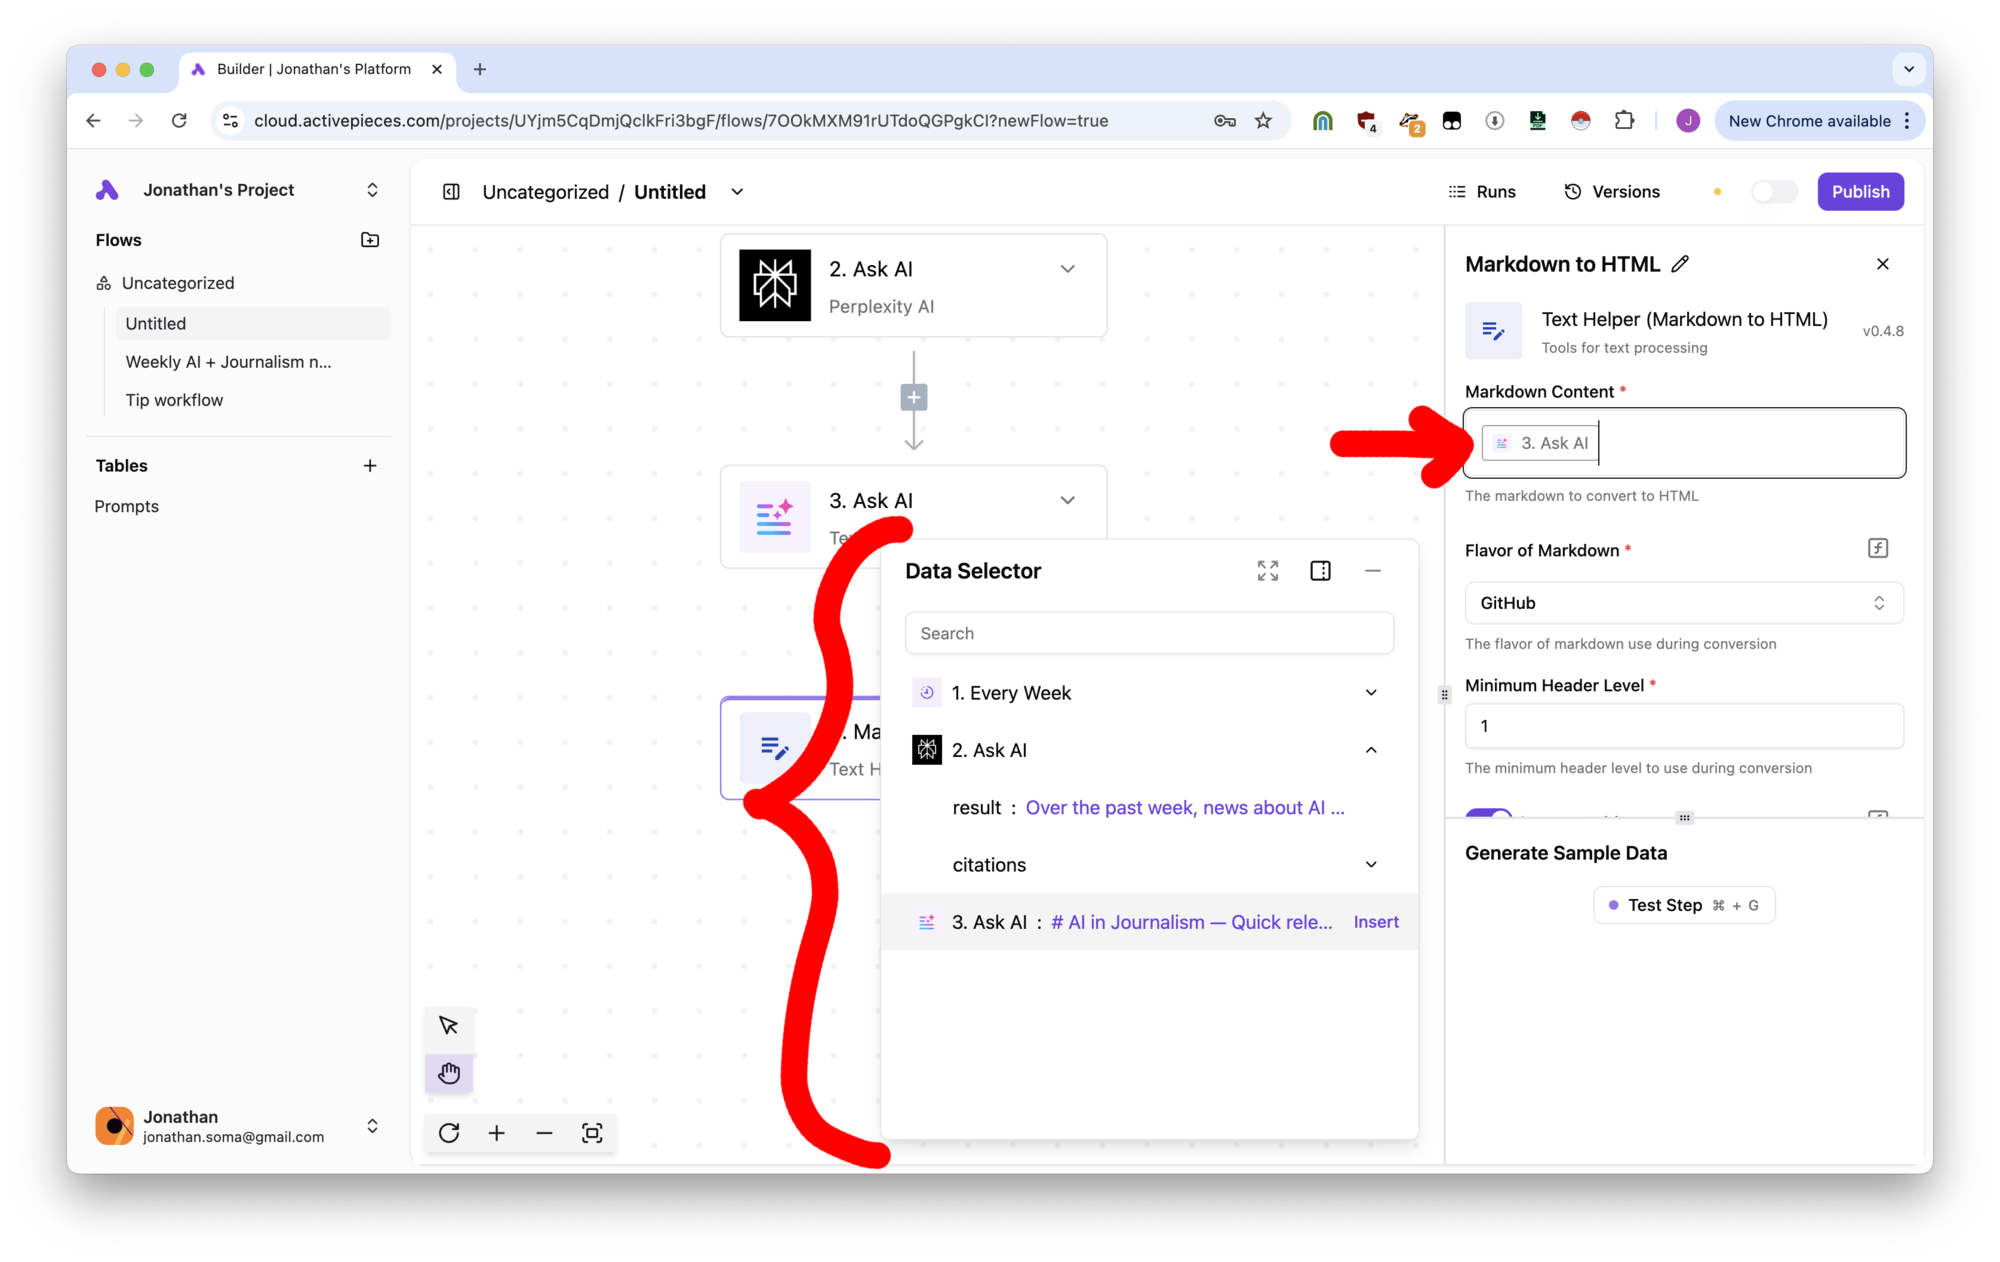 Builder | Jonathan's Platform
cloud.activepieces.com/projects/UYjm5CqDmjQclkFri3bgF/flows/7OOkMXM91rUTdoQGPgkCl?newFlow=true
4
2
J
New Chrome available
Jonathan's Project
Flows
Uncategorized
Untitled
Weekly AI + Journalism n...
Tip workflow
Tables
Prompts
Jonathan
jonathan.soma@gmail.com
Uncategorized / Untitled
Runs
Versions
Publish
2. Ask AI
Perplexity AI
3. Ask AI
. Ma
Text H
Data Selector
Search
1. Every Week
2. Ask AI
result : Over the past week, news about AI ...
citations
3. Ask AI : # AI in Journalism — Quick rele... Insert
Markdown to HTML
Text Helper (Markdown to HTML)
v0.4.8
Tools for text processing
Markdown Content *
3. Ask AI
The markdown to convert to HTML
Flavor of Markdown *
GitHub
The flavor of markdown use during conversion
Minimum Header Level *
1
The minimum header level to use during conversion
Generate Sample Data
Test Step ⌘ + G